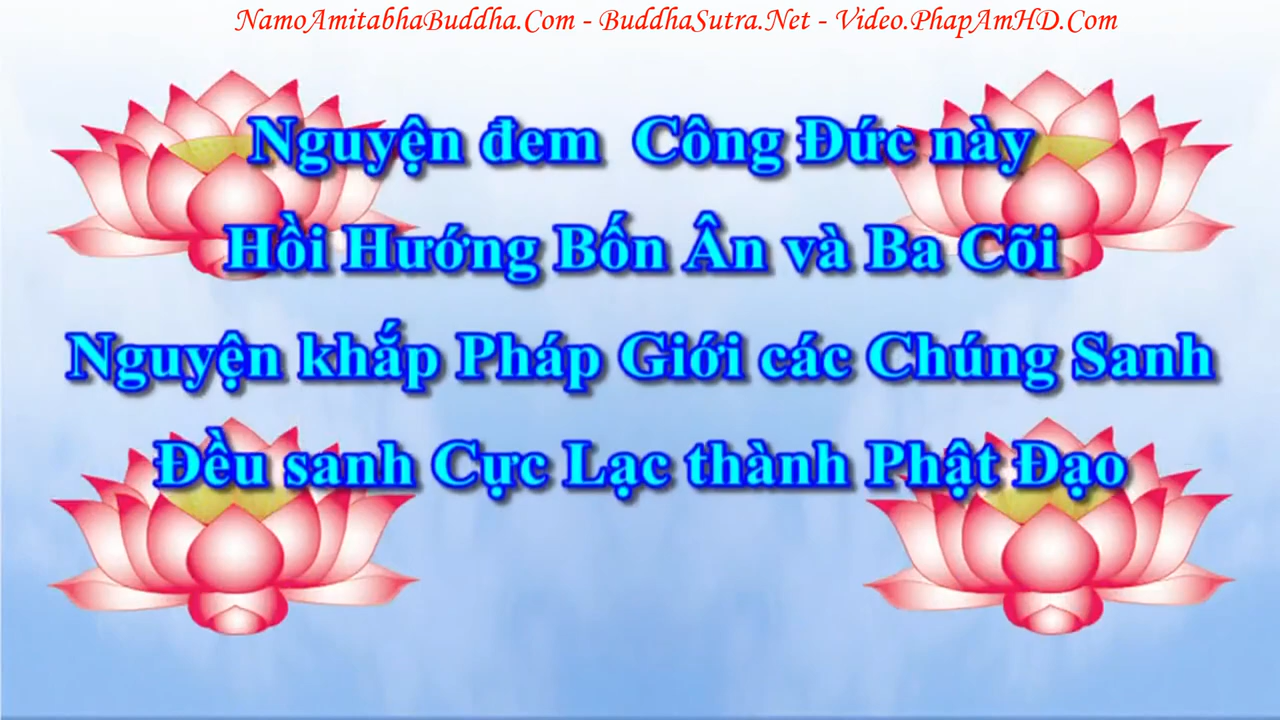 NamoAmitabhaBuddha.Com - BuddhaSutra.Net - Video.PhapAmHD.Com
Nguyện đem Công Đức này
Hồi Hướng Bốn Ân và Ba Cõi
Nguyện khắp Pháp Giới các Chúng Sanh
Đều sanh Cực Lạc thành Phật Đạo